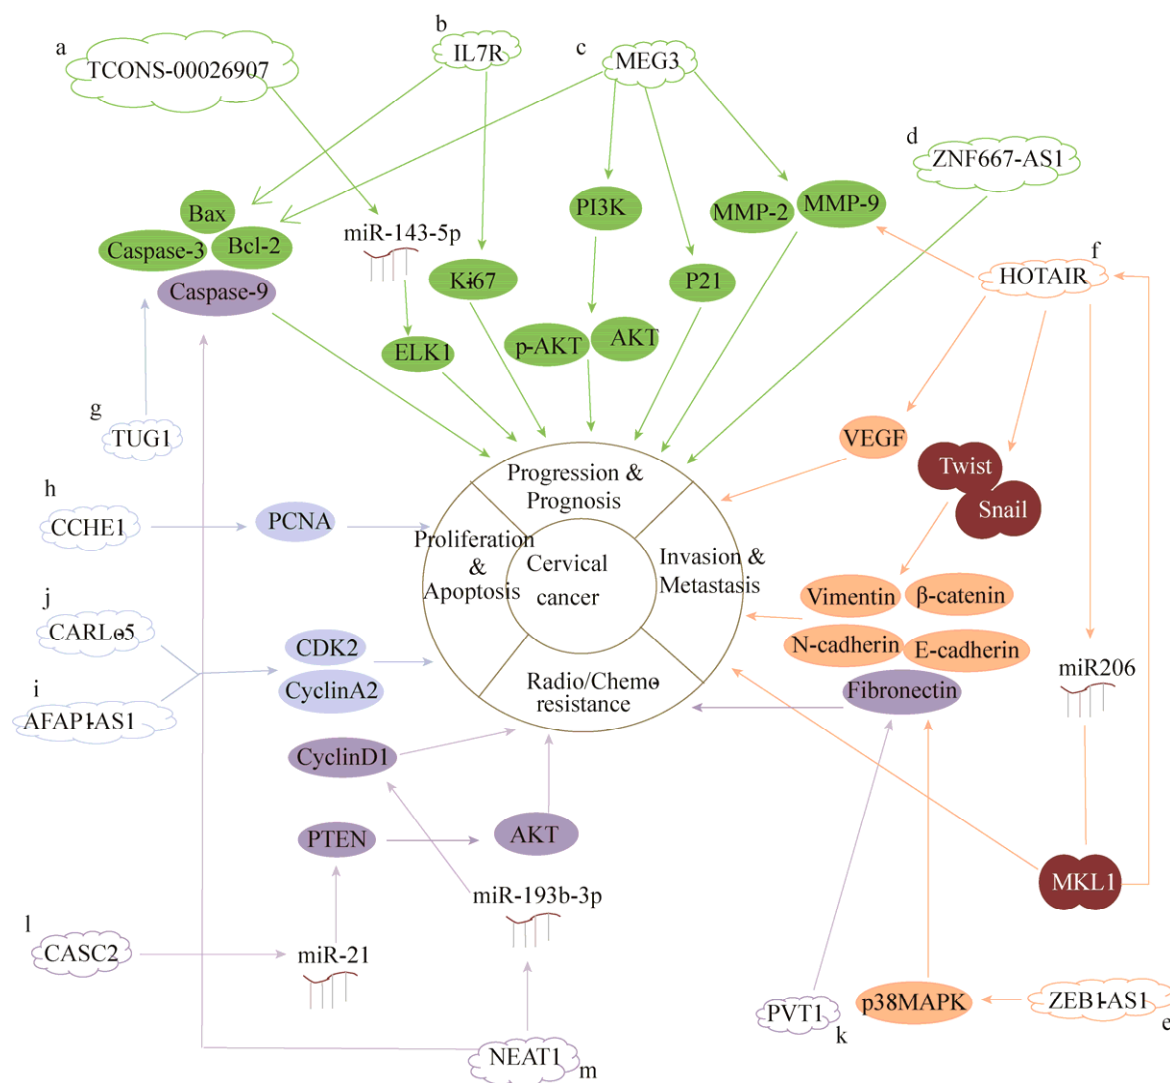 a
TCONS-00026907
b
IL7R
c
MEG3
d
ZNF667-AS1
Bax
Caspase-3
Bcl-2
Caspase-9
miR-143-5p
ELK1
Ki67
PI3K
p-AKT
AKT
P21
MMP-2
MMP-9
f
HOTAIR
g
TUG1
VEGF
Twist
Snail
h
CCHE1
PCNA
Progression &
Prognosis
Proliferation
&
Apoptosis
Cervical
cancer
Invasion &
Metastasis
Radio/Chemo-
resistance
Vimentin
β-catenin
N-cadherin
E-cadherin
Fibronectin
miR206
j
CARLo-5
i
AFAP1-AS1
CDK2
CyclinA2
CyclinD1
PTEN
AKT
miR-193b-3p
MKL1
l
CASC2
miR-21
NEAT1
m
PVT1
k
p38MAPK
ZEB1-AS1
e